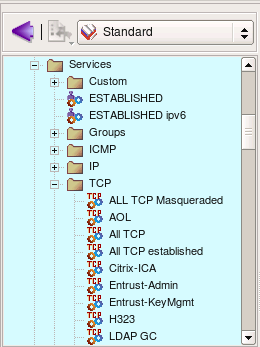 Standard
Services
Custom
ESTABLISHED
ESTABLISHED ipv6
Groups
ICMP
IP
TCP
TCP ALL TCP Masqueraded
TCP AOL
TCP All TCP
TCP All TCP established
TCP Citrix-ICA
TCP Entrust-Admin
TCP Entrust-KeyMgmt
TCP H323
TCP LDAP GC